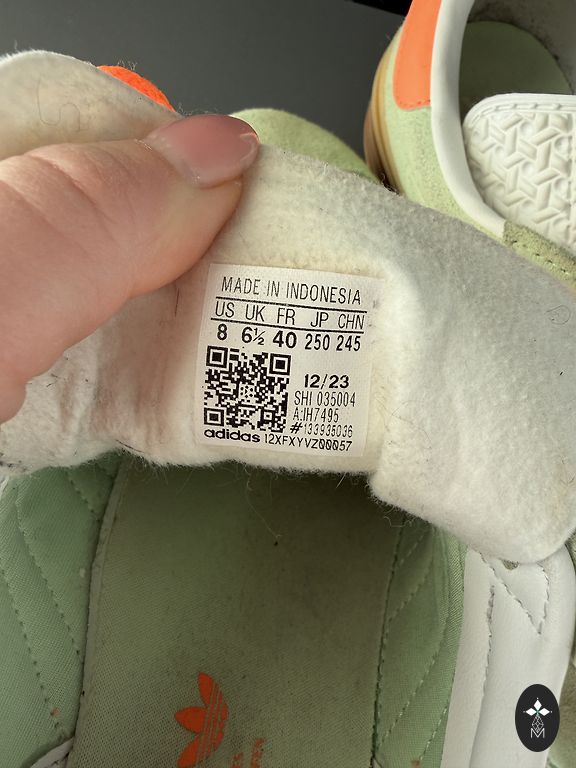 MADE IN INDONESIA
US UK FR JP CHN
8 6½ 40 250 245
12/23
SHI 035004
A:IH7495
#133935036
adidas 12XFXYVZ00057